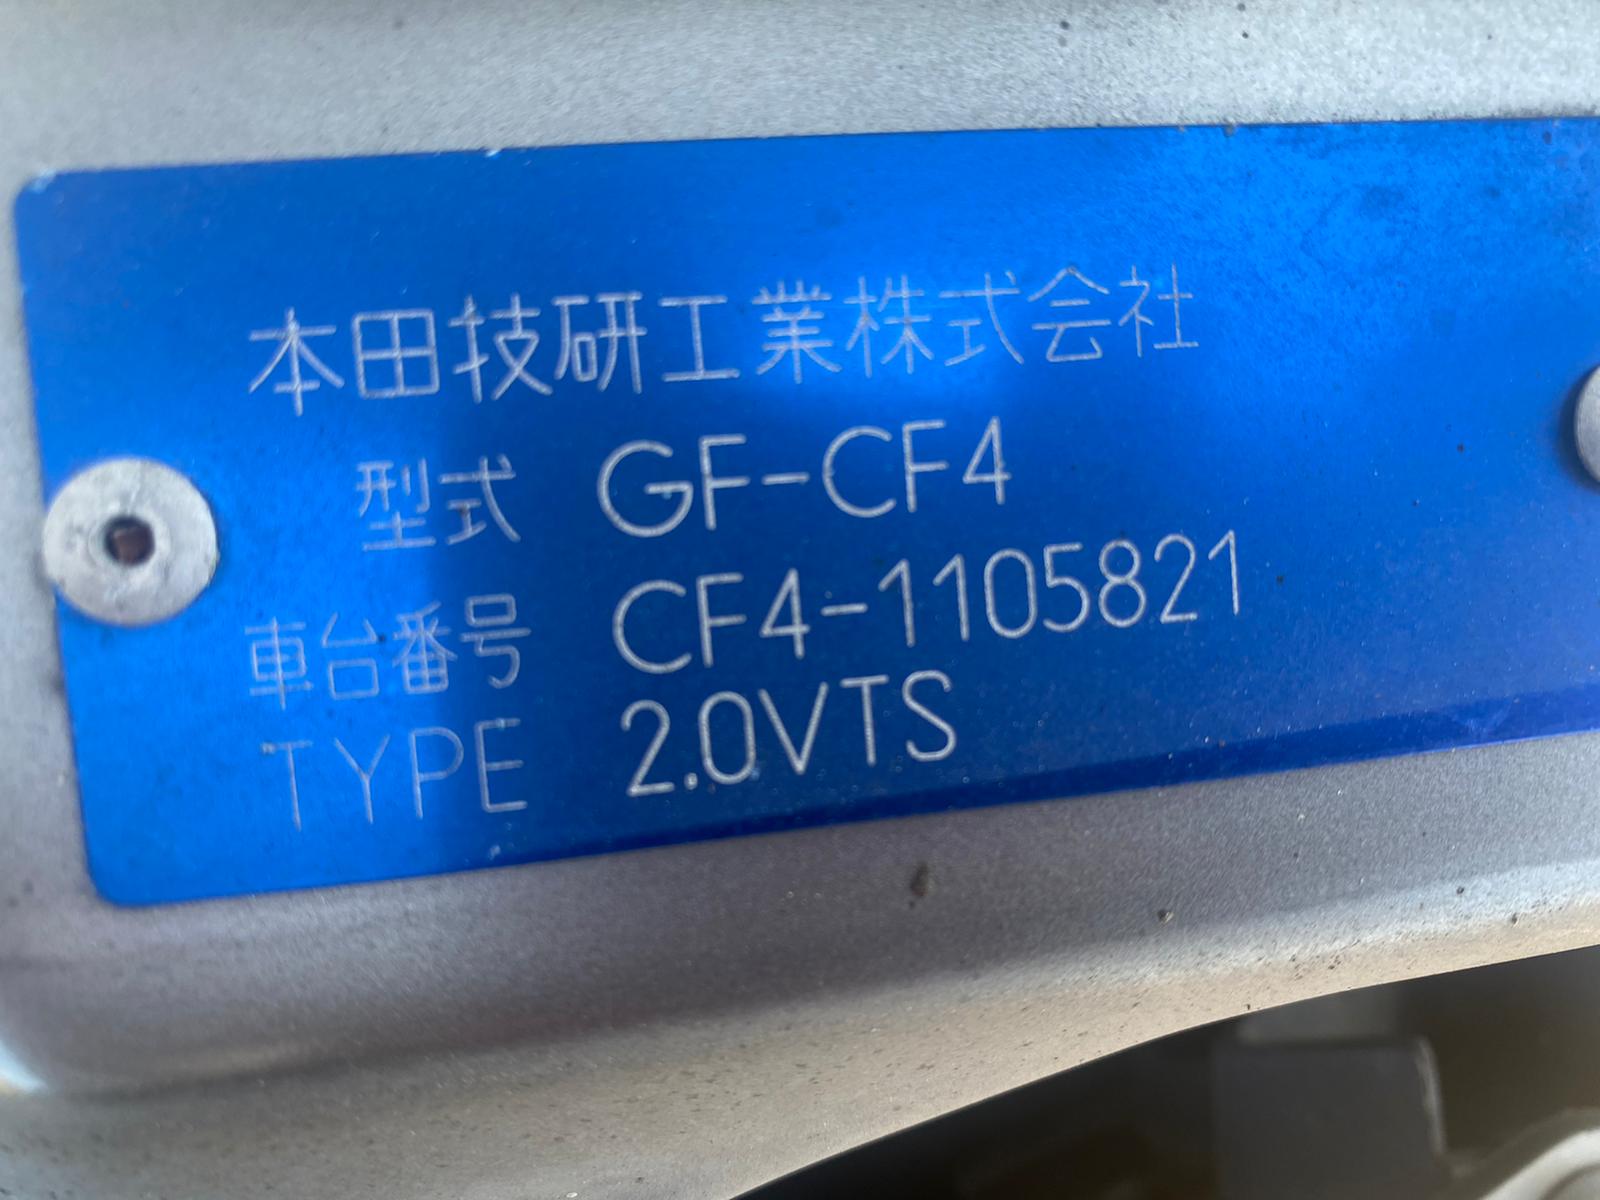 本田技研工業株式会社
型式 GF-CF4
車台番号 CF4-1105821
TYPE 2.0VTS